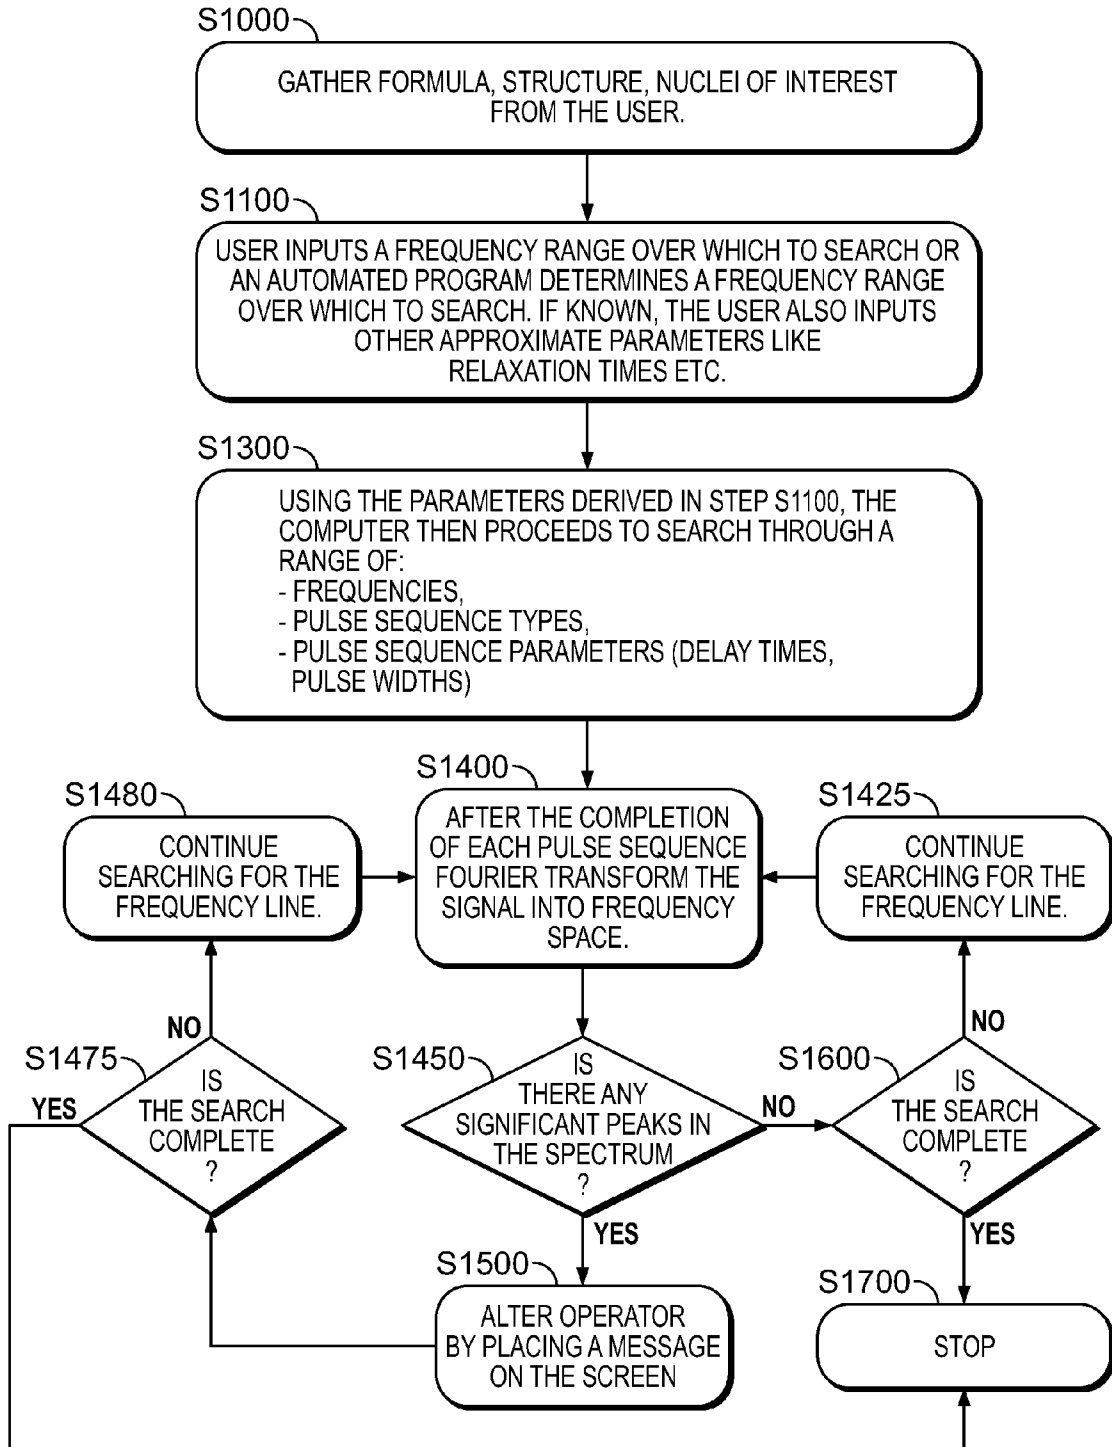 S1000
GATHER FORMULA, STRUCTURE, NUCLEI OF INTEREST
FROM THE USER.
S1100
USER INPUTS A FREQUENCY RANGE OVER WHICH TO SEARCH OR
AN AUTOMATED PROGRAM DETERMINES A FREQUENCY RANGE
OVER WHICH TO SEARCH. IF KNOWN, THE USER ALSO INPUTS
OTHER APPROXIMATE PARAMETERS LIKE
RELAXATION TIMES ETC.
S1300
USING THE PARAMETERS DERIVED IN STEP S1100, THE
COMPUTER THEN PROCEEDS TO SEARCH THROUGH A
RANGE OF:
- FREQUENCIES,
- PULSE SEQUENCE TYPES,
- PULSE SEQUENCE PARAMETERS (DELAY TIMES,
PULSE WIDTHS)
S1400
AFTER THE COMPLETION
OF EACH PULSE SEQUENCE
FOURIER TRANSFORM THE
SIGNAL INTO FREQUENCY
SPACE.
S1480
CONTINUE
SEARCHING FOR THE
FREQUENCY LINE.
S1425
CONTINUE
SEARCHING FOR THE
FREQUENCY LINE.
NO
S1475
YES
IS
THE SEARCH
COMPLETE
?
S1450
IS
THERE ANY
SIGNIFICANT PEAKS IN
THE SPECTRUM
?
NO
YES
NO
S1600
IS
THE SEARCH
COMPLETE
?
YES
S1500
ALTER OPERATOR
BY PLACING A MESSAGE
ON THE SCREEN
S1700
STOP